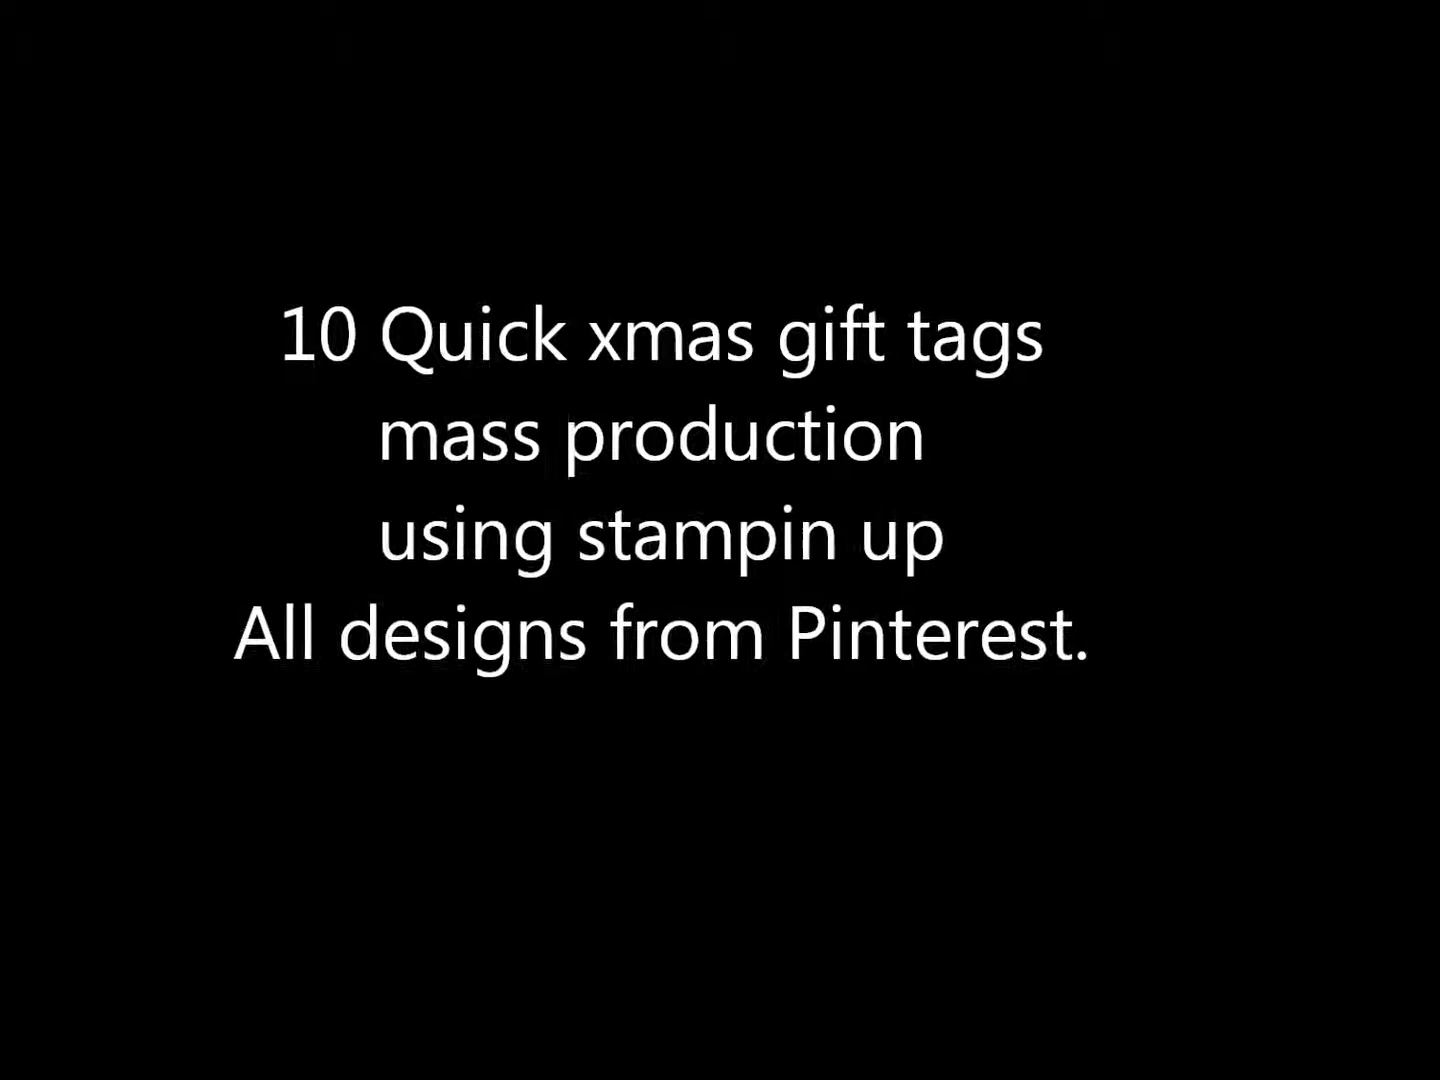 10 Quick xmas gift tags
mass production
using stampin up
All designs from Pinterest.